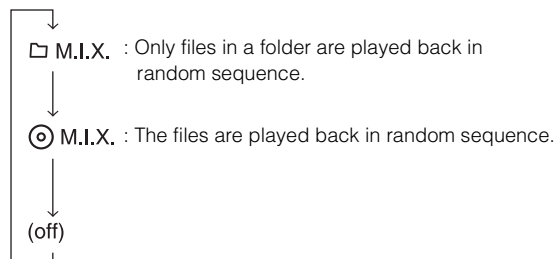 M.I.X. : Only files in a folder are played back in
random sequence.
M.I.X. : The files are played back in random sequence.
(off)